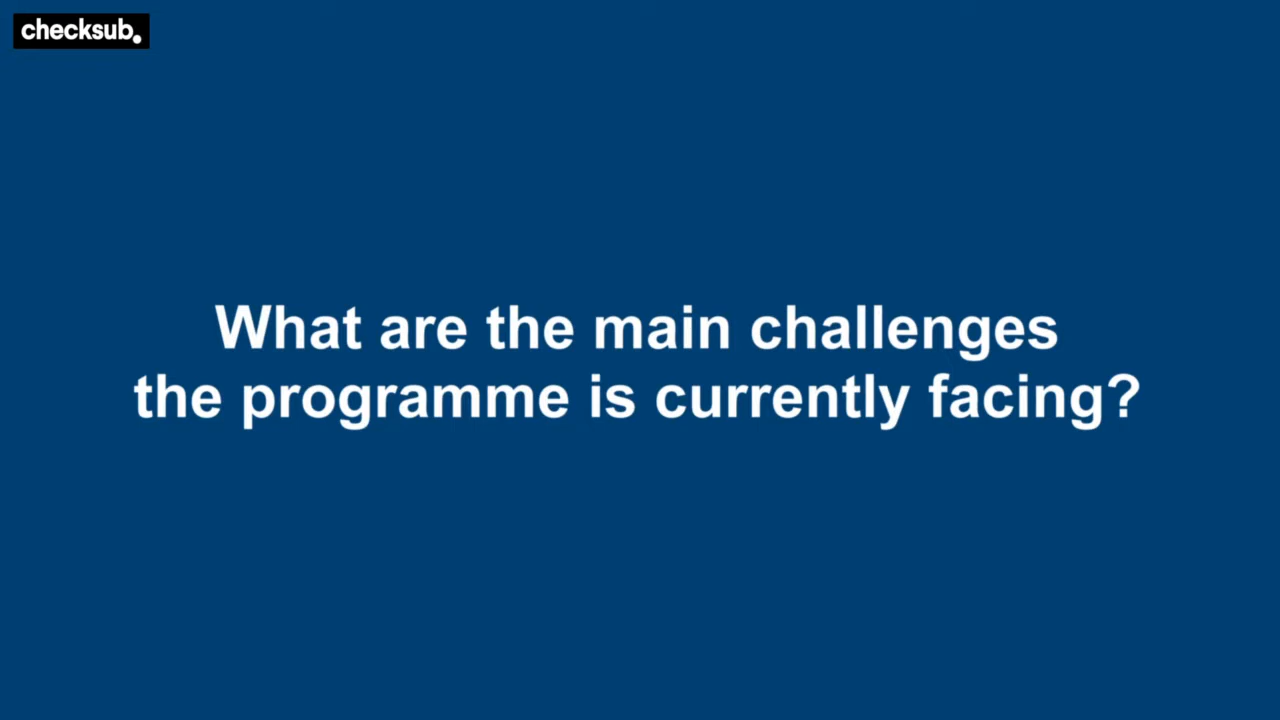 checksub.
What are the main challenges
the programme is currently facing?